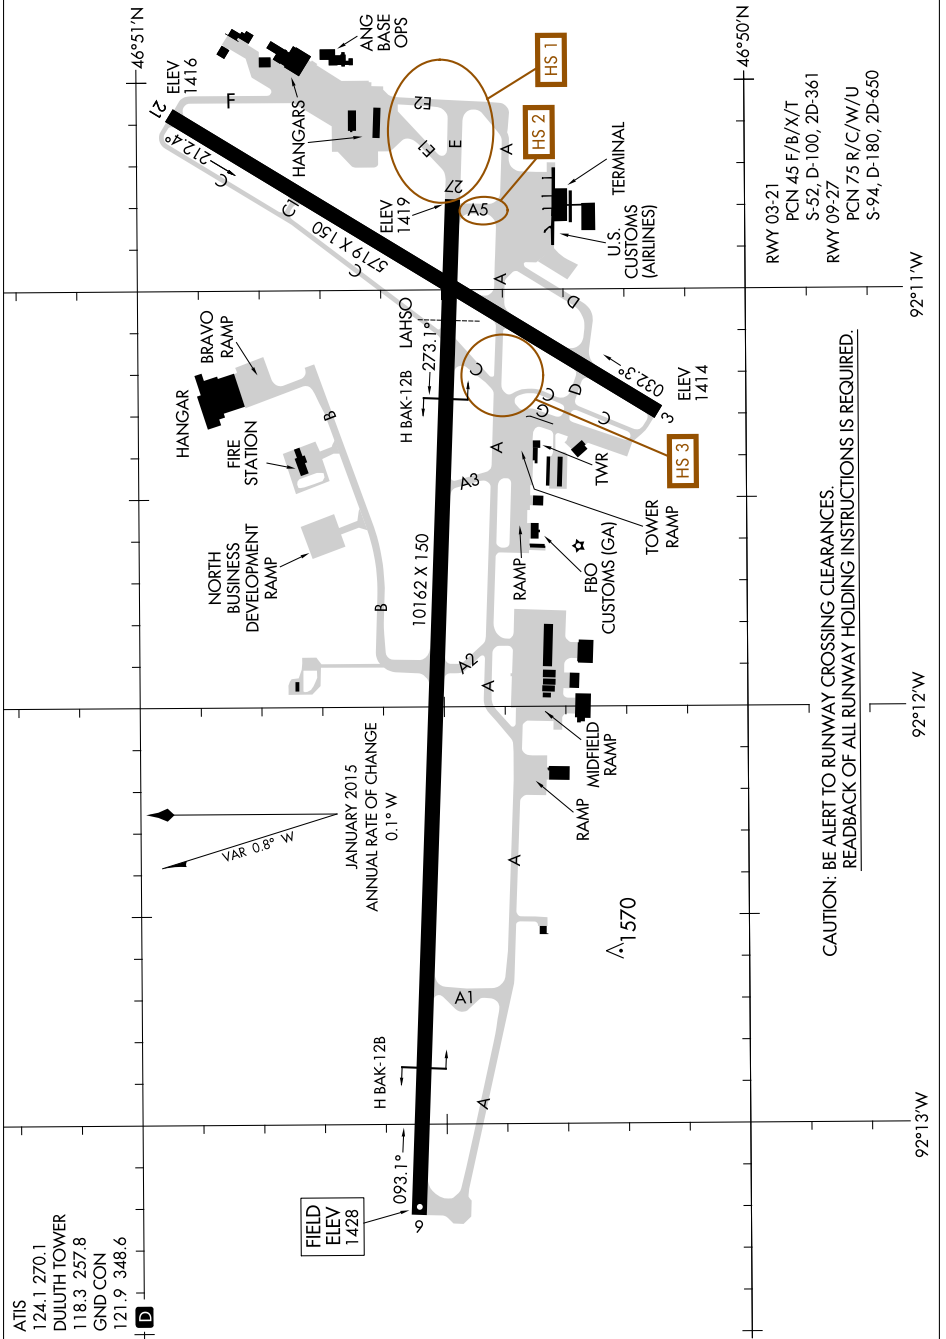 ATIS
124.1 270.1
DULUTH TOWER
118.3 257.8
GND CON
121.9 348.6
D
46°51'N
46°50'N
92°11'W
92°12'W
92°13'W
FIELD
ELEV
1428
9
093.1°
H BAK-12B
A
A1
1570
A
VAR 0.8° W
JANUARY 2015
ANNUAL RATE OF CHANGE
0.1° W
RAMP
MIDFIELD
RAMP
A
A2
B
10162 X 150
NORTH
BUSINESS
DEVELOPMENT
RAMP
FIRE
STATION
HANGAR
BRAVO
RAMP
B
RAMP
FBO
CUSTOMS (GA)
TOWER
RAMP
TWR
A3
A
H BAK-12B
273.1°
LAHSO
C
G
C
C
D
D
HS 3
032.3°
3
ELEV
1414
A
C
5719 X 150
C1
C
212.4°
21
ELEV
1416
F
HANGARS
ANG
BASE
OPS
E2
E1
E
27
ELEV
1419
A5
A
HS 1
HS 2
TERMINAL
U.S.
CUSTOMS
(AIRLINES)
RWY 03-21
PCN 45 F/B/X/T
S-52, D-100, 2D-361
RWY 09-27
PCN 75 R/C/W/U
S-94, D-180, 2D-650
CAUTION: BE ALERT TO RUNWAY CROSSING CLEARANCES.
READBACK OF ALL RUNWAY HOLDING INSTRUCTIONS IS REQUIRED.